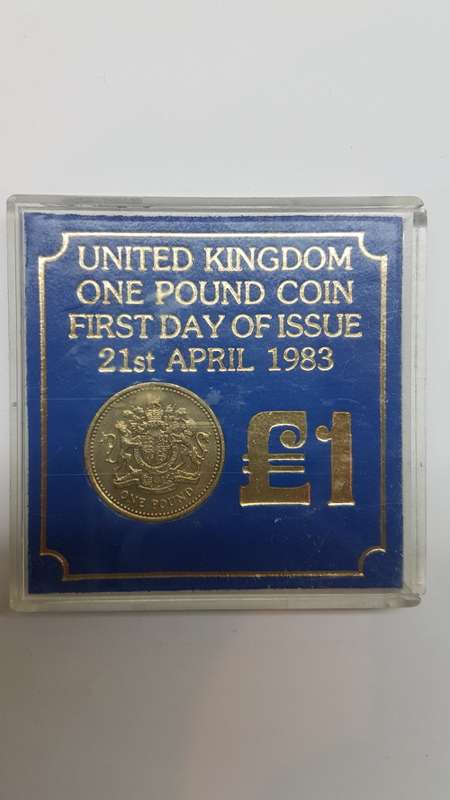 UNITED KINGDOM
ONE POUND COIN
FIRST DAY OF ISSUE
21st APRIL 1983
ONE POUND
£1